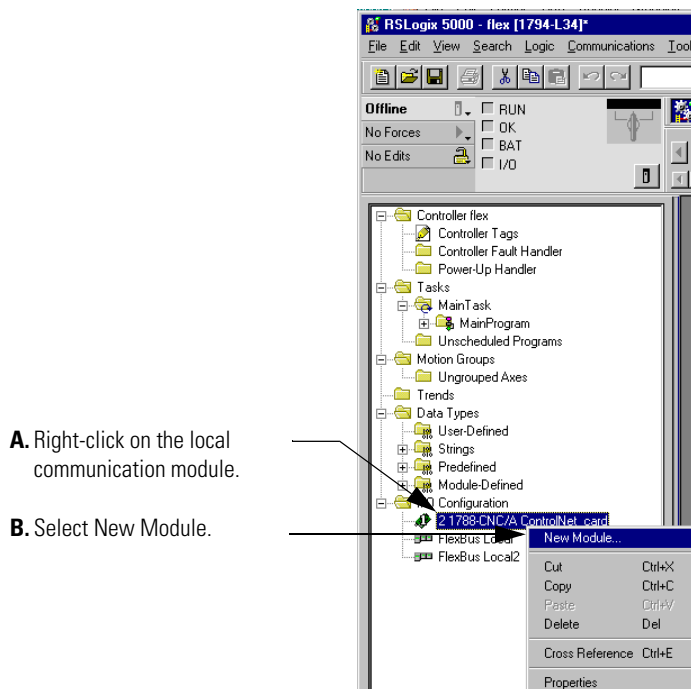 RSLogix 5000 - flex [1794-L34]*
File Edit View Search Logic Communications Tool
Offline
RUN
No Forces
OK
No Edits
BAT
I/O
Controller flex
Controller Tags
Controller Fault Handler
Power-Up Handler
Tasks
MainTask
MainProgram
Unscheduled Programs
Motion Groups
Ungrouped Axes
Trends
Data Types
User-Defined
Strings
Predefined
Module-Defined
Configuration
2 1788-CNC/A ControlNet_card
FlexBus Local
FlexBus Local2
A. Right-click on the local
communication module.
B. Select New Module.
New Module...
Cut Ctrl+X
Copy Ctrl+C
Paste Ctrl+V
Delete Del
Cross Reference Ctrl+E
Properties